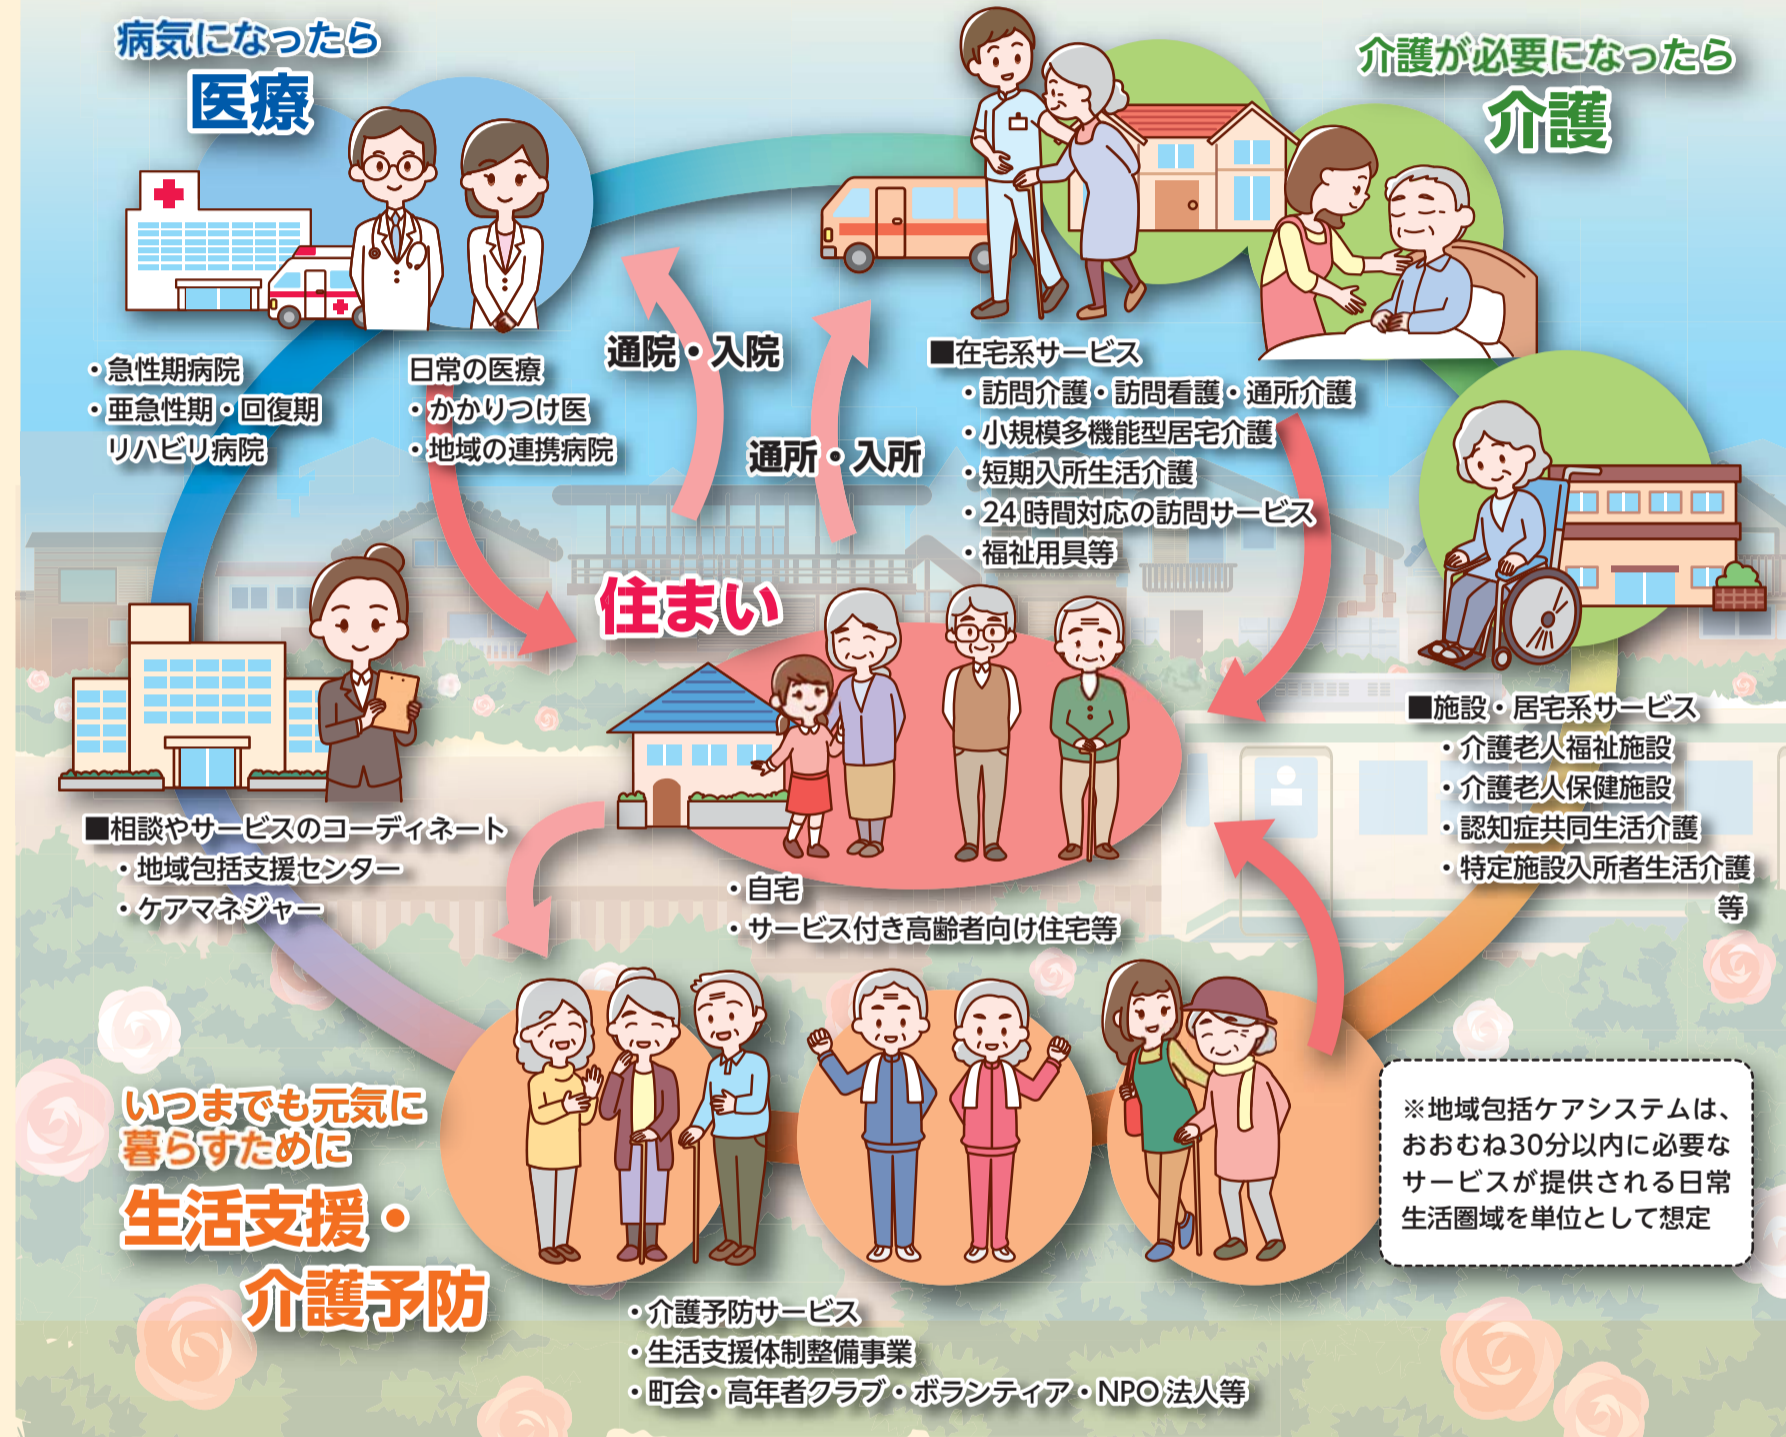 病気になったら
医療
・急性期病院
・亜急性期・回復期
リハビリ病院
日常の医療
・かかりつけ医
・地域の連携病院
通院・入院
通所・入所
介護が必要になったら
介護
■在宅系サービス
・訪問介護・訪問看護・通所介護
・小規模多機能型居宅介護
・短期入所生活介護
・24時間対応の訪問サービス
・福祉用具等
■施設・居宅系サービス
・介護老人福祉施設
・介護老人保健施設
・認知症共同生活介護
・特定施設入所者生活介護
等
住まい
・自宅
・サービス付き高齢者向け住宅等
■相談やサービスのコーディネート
・地域包括支援センター
・ケアマネジャー
いつまでも元気に
暮らすために
生活支援・
介護予防
・介護予防サービス
・生活支援体制整備事業
・町会・高年者クラブ・ボランティア・NPO法人等
※地域包括ケアシステムは、
おおむね30分以内に必要な
サービスが提供される日常
生活圏域を単位として想定